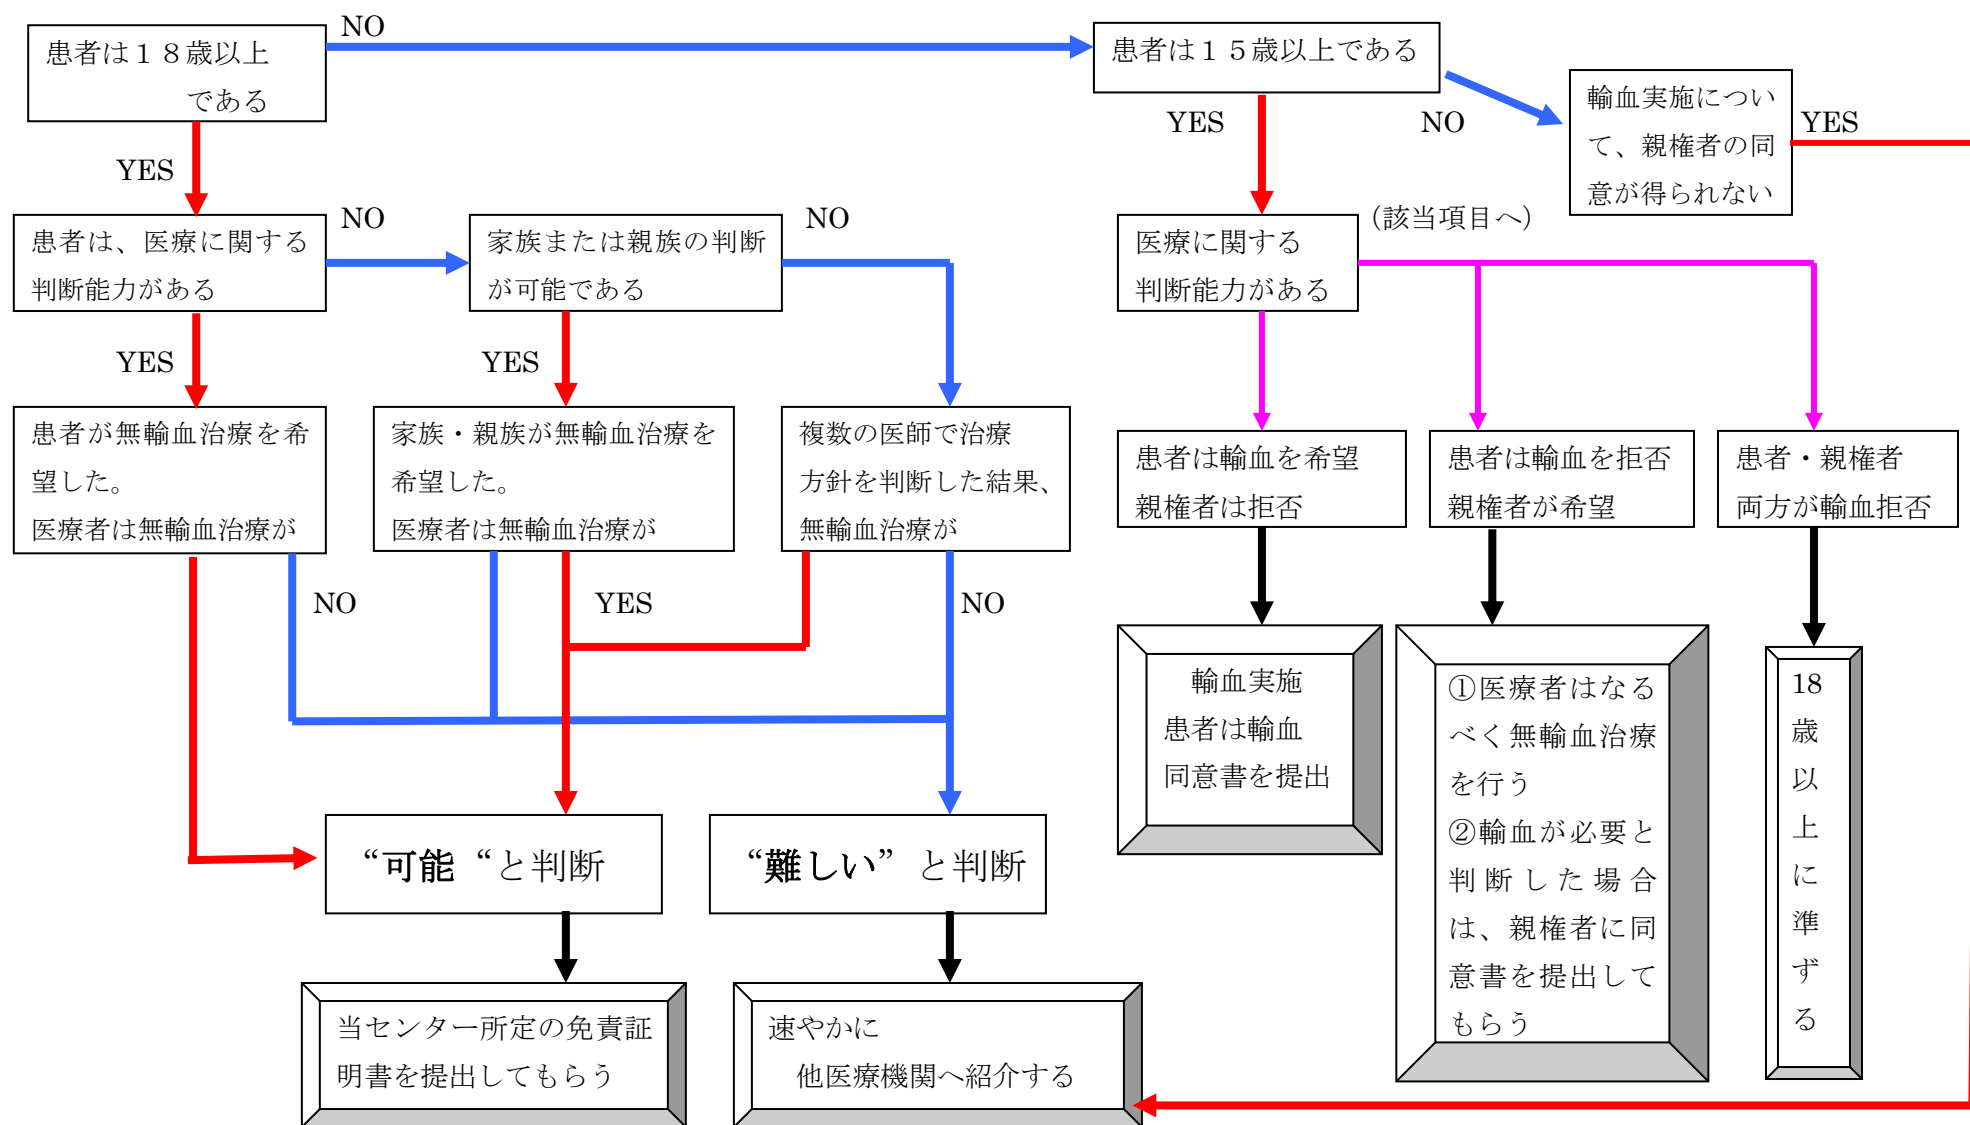 NO
患者は１８歳以上
である
患者は１５歳以上である
輸血実施につい
て、親権者の同
意が得られない
YES
YES
NO
YES
患者は、医療に関する
判断能力がある
NO
家族または親族の判断
が可能である
NO
医療に関する
判断能力がある
（該当項目へ）
YES
YES
患者が無輸血治療を希
望した。
医療者は無輸血治療が
家族・親族が無輸血治療を
希望した。
医療者は無輸血治療が
複数の医師で治療
方針を判断した結果、
無輸血治療が
患者は輸血を希望
親権者は拒否
患者は輸血を拒否
親権者が希望
患者・親権者
両方が輸血拒否
NO
YES
NO
輸血実施
患者は輸血
同意書を提出
①医療者はなる
べく無輸血治療
を行う
②輸血が必要と
判断した場合
は、親権者に同
意書を提出して
もらう
18
歳
以
上
に
準
ず
る
“可能“と判断
“難しい”と判断
当センター所定の免責証
明書を提出してもらう
速やかに
他医療機関へ紹介する